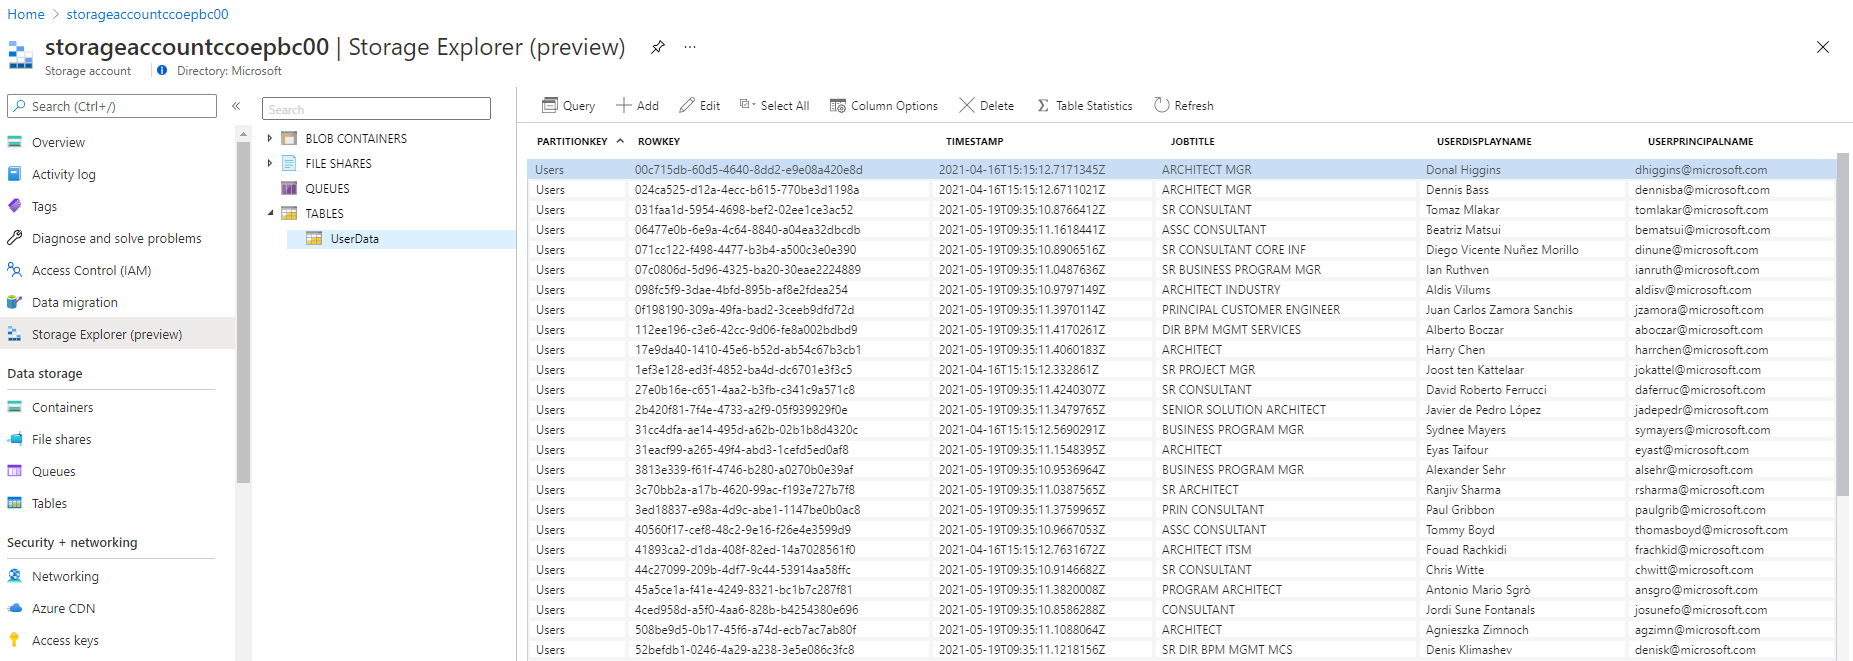 Home > storageaccountccoepbc00
storageaccountccoepbc00 | Storage Explorer (preview) ...
Storage account Directory: Microsoft
Search (Ctrl+/) «
Overview
Activity log
Tags
Diagnose and solve problems
Access Control (IAM)
Data migration
Storage Explorer (preview)
Data storage
Containers
File shares
Queues
Tables
Security + networking
Networking
Azure CDN
Access keys
Search
BLOB CONTAINERS
FILE SHARES
QUEUES
TABLES
UserData
Query Add Edit Select All Column Options Delete Table Statistics Refresh
PARTITIONKEY ROWKEY TIMESTAMP JOBTITLE USERDISPLAYNAME USERPRINCIPALNAME
Users 00c715db-60d5-4640-8dd2-e9e08a420e8d 2021-04-16T15:15:12.7171345Z ARCHITECT MGR Donal Higgins dhiggins@microsoft.com
Users 024ca525-d12a-4ecc-b615-770be3d1198a 2021-04-16T15:15:12.6711021Z ARCHITECT MGR Dennis Bass dennisba@microsoft.com
Users 031faa1d-5954-4698-bef2-02ee1ce3ac52 2021-05-19T09:35:10.8766412Z SR CONSULTANT Tomaz Mlakar tomlakar@microsoft.com
Users 06477e0b-6e9a-4c64-8840-a04ea32dbcdb 2021-05-19T09:35:11.1618441Z ASSC CONSULTANT Beatriz Matsui bematsui@microsoft.com
Users 071cc122-f498-4477-b3b4-a500c3e0e390 2021-05-19T09:35:10.8906516Z SR CONSULTANT CORE INF Diego Vicente Nuñez Morillo dinune@microsoft.com
Users 07c0806d-5d96-4325-ba20-30eae2224889 2021-05-19T09:35:11.0487636Z SR BUSINESS PROGRAM MGR Ian Ruthven ianruth@microsoft.com
Users 098fc5f9-3dae-4bfd-895b-af8e2fdea254 2021-05-19T09:35:10.9797149Z ARCHITECT INDUSTRY Aldis Vilums aldisv@microsoft.com
Users 0f198190-309a-49fa-bad2-3ceeb9dfd72d 2021-05-19T09:35:11.3970114Z PRINCIPAL CUSTOMER ENGINEER Juan Carlos Zamora Sanchis jzamora@microsoft.com
Users 112ee196-c3e6-42cc-9d06-fe8a002bdbd9 2021-05-19T09:35:11.4170261Z DIR BPM MGMT SERVICES Alberto Boczar aboczar@microsoft.com
Users 17e9da40-1410-45e6-b52d-ab54c67b3cb1 2021-05-19T09:35:11.4060183Z ARCHITECT Harry Chen harrchen@microsoft.com
Users 1ef3e128-ed3f-4852-ba4d-dc6701e3f3c5 2021-04-16T15:15:12.332861Z SR PROJECT MGR Joost ten Kattelaar jokattel@microsoft.com
Users 27e0b16e-c651-4aa2-b3fb-c341c9a571c8 2021-05-19T09:35:11.4240307Z SR CONSULTANT David Roberto Ferrucci daferruc@microsoft.com
Users 2b420f81-7f4e-4733-a2f9-05f939929f0e 2021-05-19T09:35:11.3479765Z SENIOR SOLUTION ARCHITECT Javier de Pedro López jadepedr@microsoft.com
Users 31cc4dfa-ae14-495d-a62b-02b1b8d4320c 2021-04-16T15:15:12.5690291Z BUSINESS PROGRAM MGR Sydnee Mayers symayers@microsoft.com
Users 31eacf99-a265-49f4-abd3-1cefd5ed0af8 2021-05-19T09:35:11.1548395Z ARCHITECT Eyas Taifour eyast@microsoft.com
Users 3813e339-f61f-4746-b280-a0270b0e39af 2021-05-19T09:35:10.9536964Z BUSINESS PROGRAM MGR Alexander Sehr alsehr@microsoft.com
Users 3c70bb2a-a17b-4620-99ac-f193e727b7f8 2021-05-19T09:35:11.0387565Z SR ARCHITECT Ranjiv Sharma rsharma@microsoft.com
Users 3ed18837-e98a-4d9c-abe1-1147be0b0ac8 2021-05-19T09:35:11.3759965Z PRIN CONSULTANT Paul Gribbon paulgrib@microsoft.com
Users 40560f17-cef8-48c2-9e16-f26e4e3599d9 2021-05-19T09:35:10.9667053Z ASSC CONSULTANT Tommy Boyd thomasboyd@microsoft.com
Users 41893ca2-d1da-408f-82ed-14a7028561f0 2021-04-16T15:15:12.7631672Z ARCHITECT ITSM Fouad Rachkidi frachkid@microsoft.com
Users 44c27099-209b-4df7-9c44-53914aa58ffc 2021-05-19T09:35:10.9146682Z SR CONSULTANT Chris Witte chwitt@microsoft.com
Users 45a5ce1a-f41e-4249-8321-bc1b7c287f81 2021-05-19T09:35:11.3820008Z PROGRAM ARCHITECT Antonio Mario Sgrò ansgro@microsoft.com
Users 4ced958d-a5f0-4aa6-828b-b4254380e696 2021-05-19T09:35:10.8586288Z CONSULTANT Jordi Sune Fontanals josunefo@microsoft.com
Users 508be9d5-0b17-45f6-a74d-ecb7ac7ab80f 2021-05-19T09:35:11.1088064Z ARCHITECT Agnieszka Zimnoch agzimn@microsoft.com
Users 52befdb1-0246-4a29-a238-3e5e086c3fc8 2021-05-19T09:35:11.1218156Z SR DIR BPM MGMT MCS Denis Klimashev denisk@microsoft.com